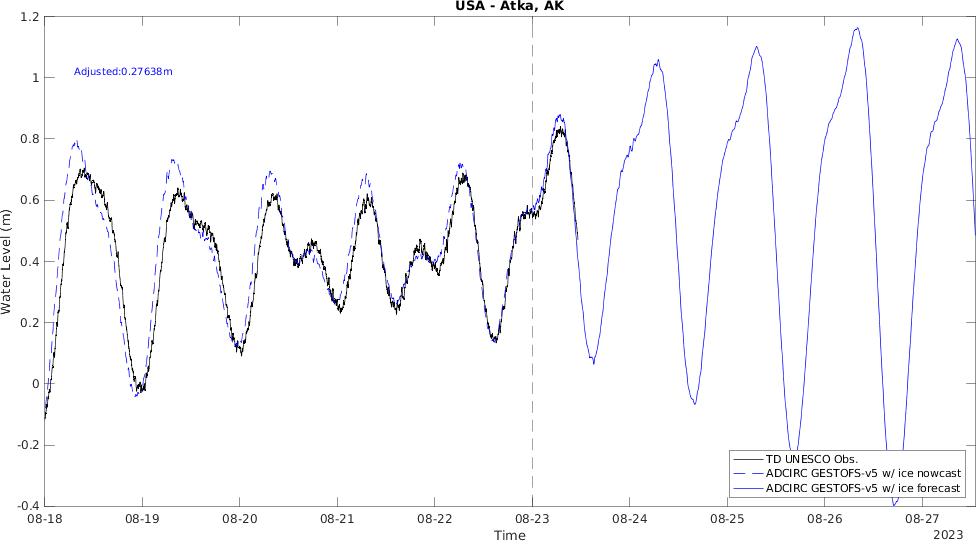 USA - Atka, AK
1.2
1
0.8
0.6
0.4
0.2
0
-0.2
-0.4
Water Level (m)
Adjusted:0.27638m
TD UNESCO Obs.
ADCIRC GESTOFS-v5 w/ ice nowcast
ADCIRC GESTOFS-v5 w/ ice forecast
08-18 08-19 08-20 08-21 08-22 08-23 08-24 08-25 08-26 08-27
Time
2023